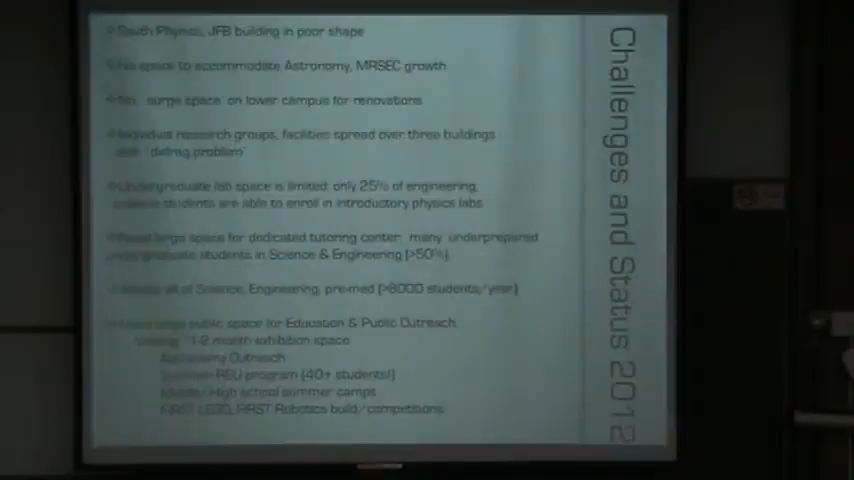 South Physics, JFB building in poor shape
No space to accommodate Astronomy, MRSEC growth
No surge space on lower campus for renovations
Individual research groups, facilities spread over three buildings
"defrag problem"
Undergraduate lab space is limited: only 25% of engineering,
science students are able to enroll in introductory physics labs
Need large space for dedicated tutoring center: many underprepared
undergraduate students in Science & Engineering (>50%)
all of Science, Engineering, pre-med (>6000 students/year)
Need large public space for Education & Public Outreach
1-2 month exhibition space
Astronomy Outreach
Summer REU program (40+ students!)
High school summer camps
FIRST LEGO, FIRST Robotics build/competitions
Challenges and Status 2012